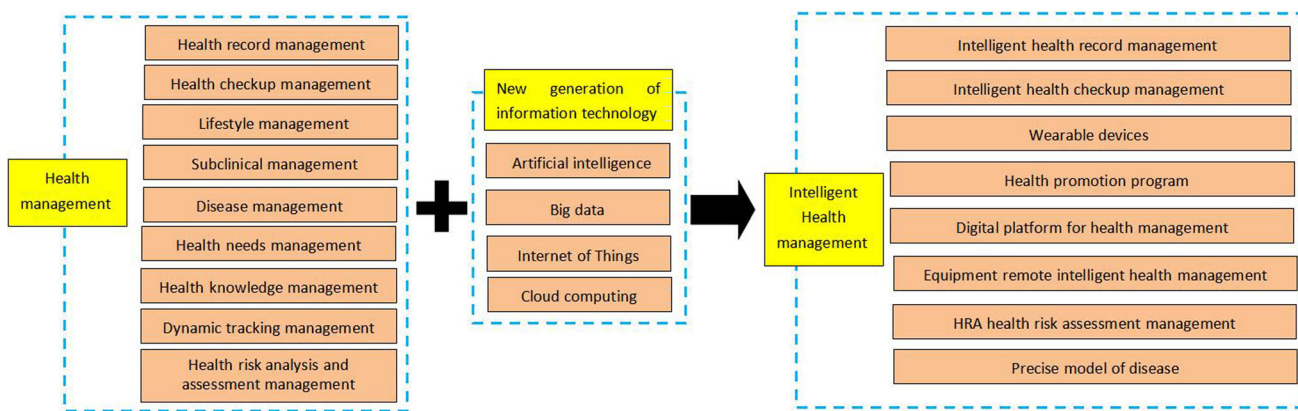 Health
management
Health record management
Health checkup management
Lifestyle management
Subclinical management
Disease management
Health needs management
Health knowledge management
Dynamic tracking management
Health risk analysis and
assessment management
New generation of
information technology
Artificial intelligence
Big data
Internet of Things
Cloud computing
Intelligent
Health
management
Intelligent health record management
Intelligent health checkup management
Wearable devices
Health promotion program
Digital platform for health management
Equipment remote intelligent health management
HRA health risk assessment management
Precise model of disease